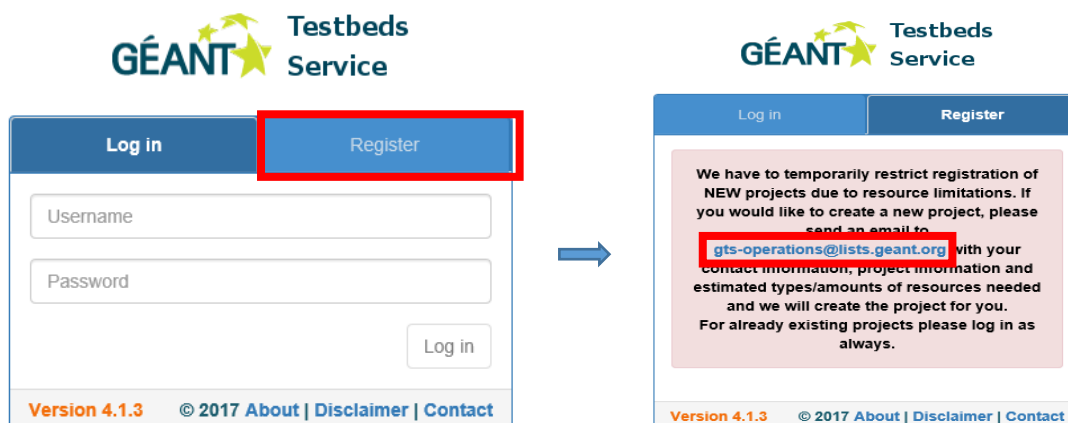 GÉANT
Testbeds
Service
Log in Register
Username
Password
Log in
Version 4.1.3 © 2017 About | Disclaimer | Contact
GÉANT
Testbeds
Service
Log in Register
We have to temporarily restrict registration of
NEW projects due to resource limitations. If
you would like to create a new project, please
send an email to
gts-operations@lists.geant.org with your
contact information, project information and
estimated types/amounts of resources needed
and we will create the project for you.
For already existing projects please log in as
always.
Version 4.1.3 © 2017 About | Disclaimer | Contact